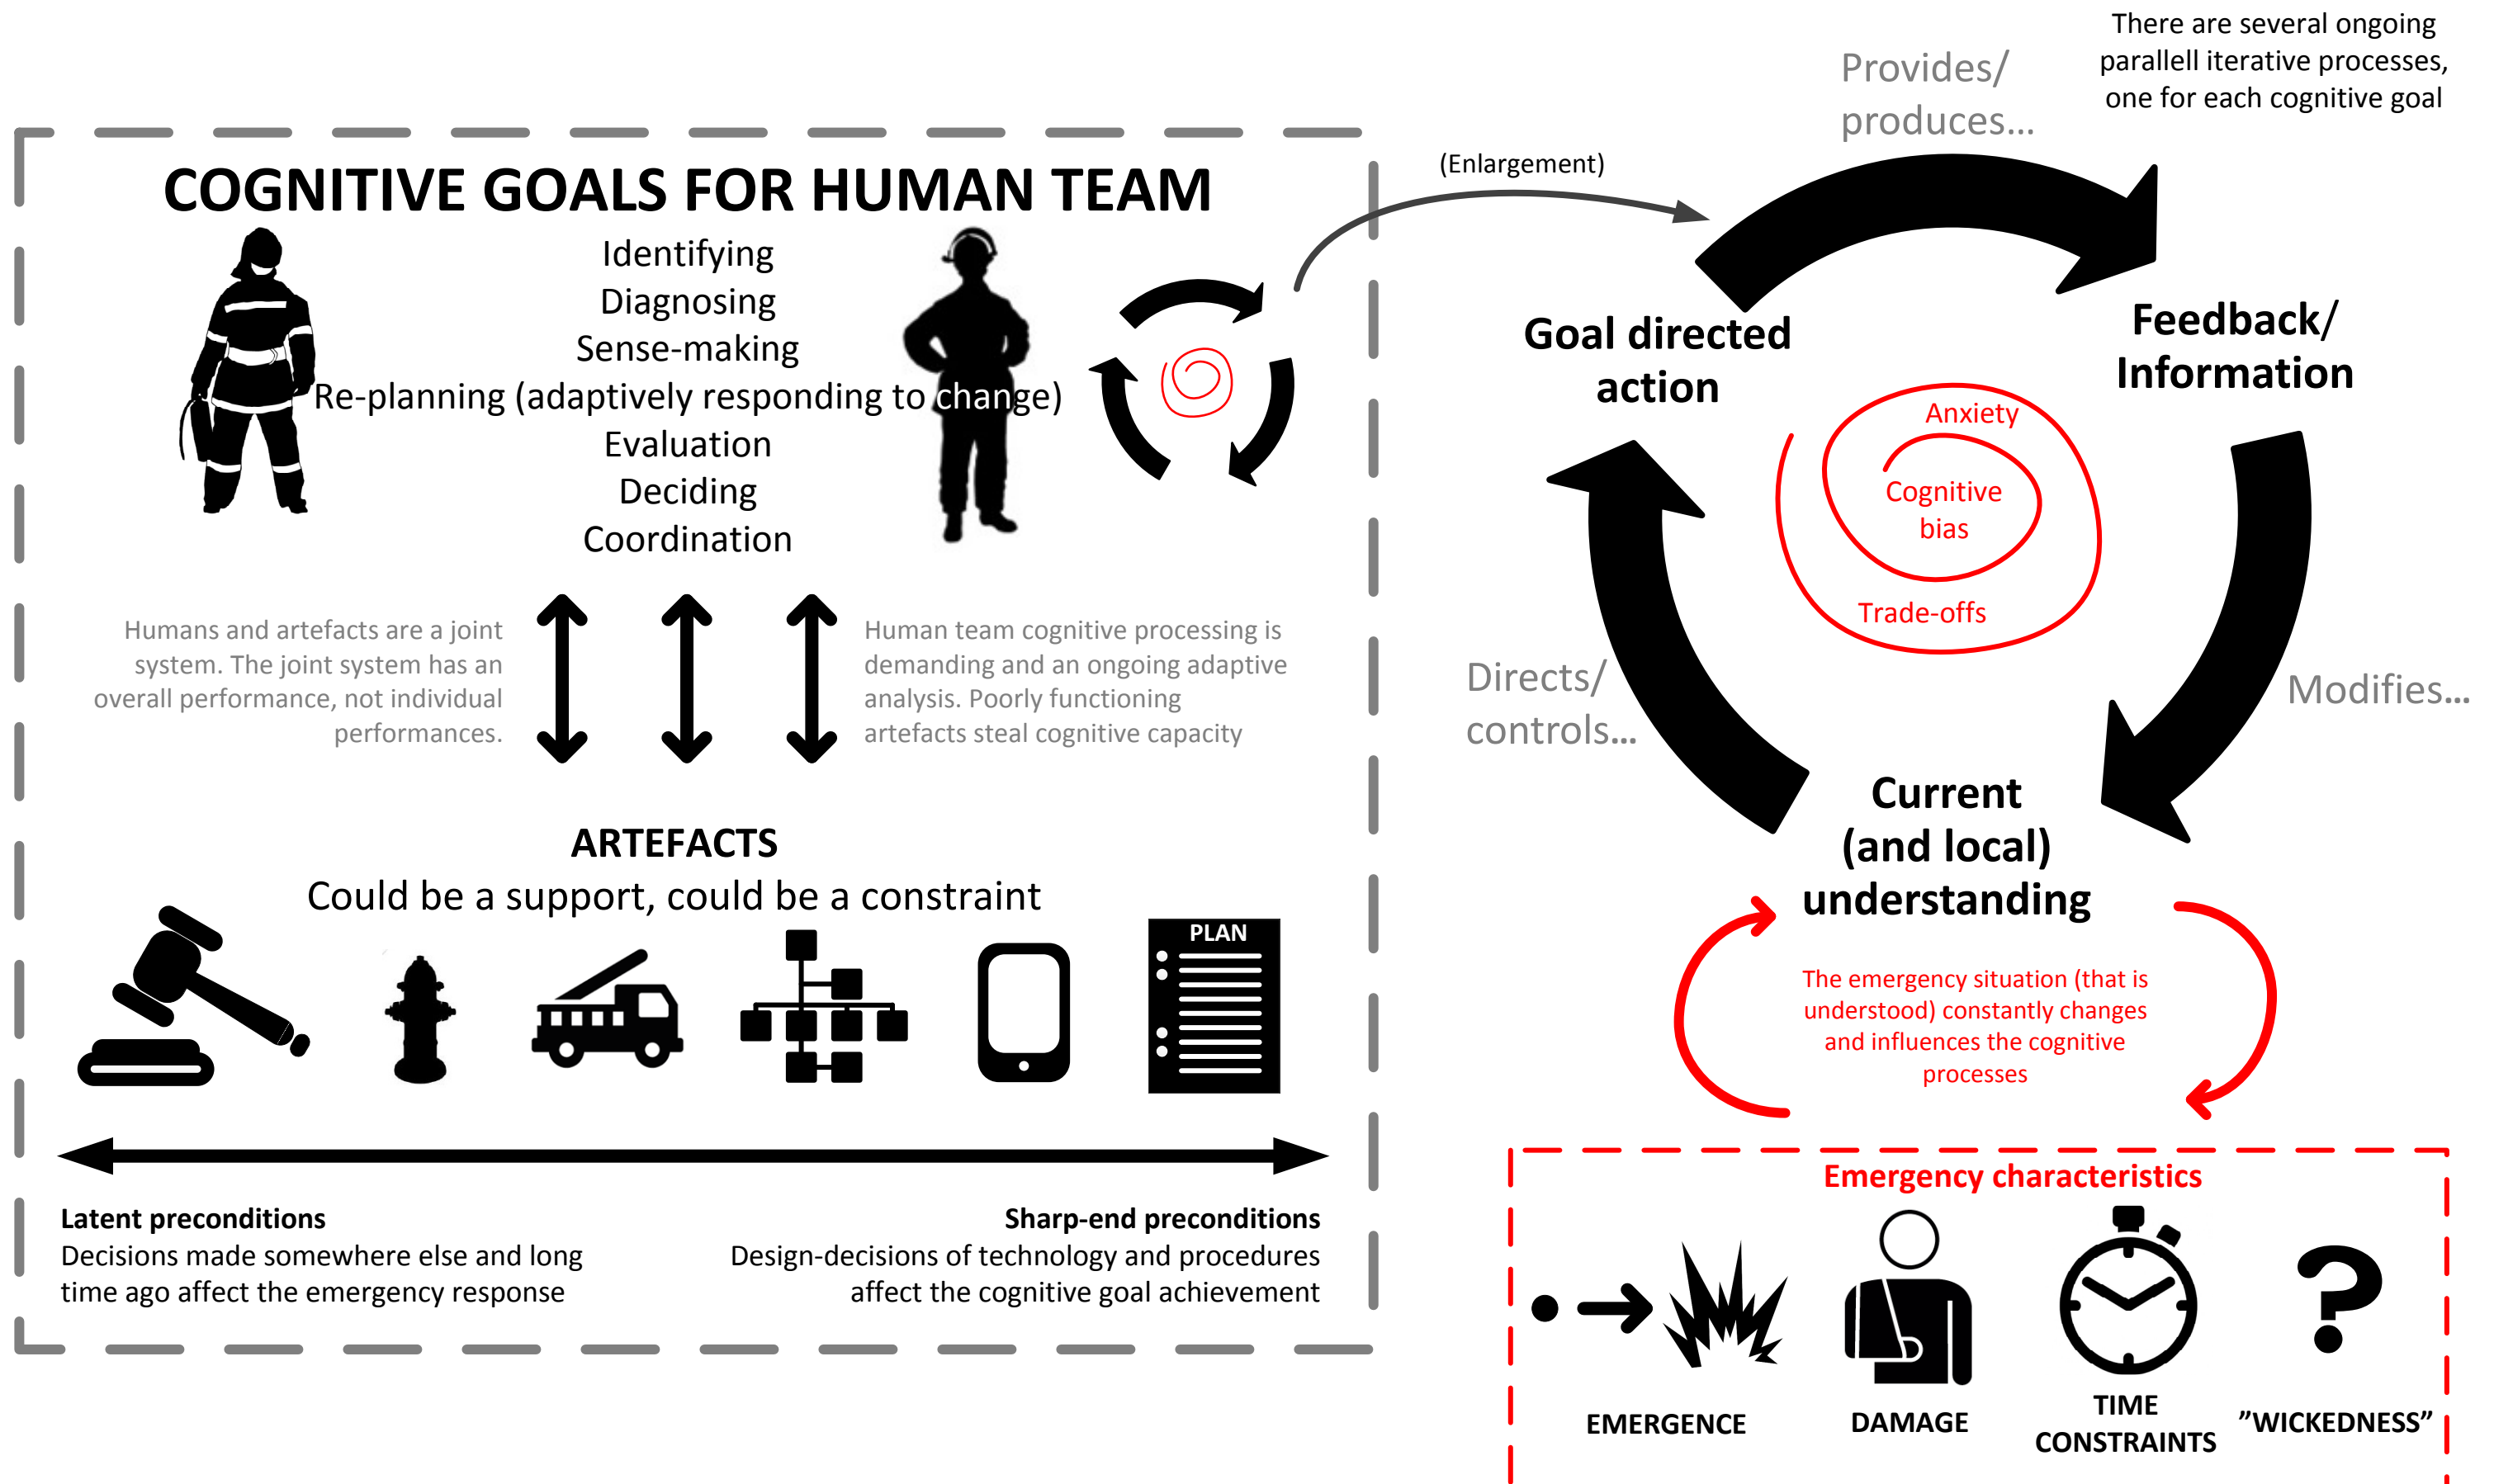 There are several ongoing
parallell iterative processes,
one for each cognitive goal
COGNITIVE GOALS FOR HUMAN TEAM
Identifying
Diagnosing
Sense-making
Re-planning (adaptively responding to change)
Evaluation
Deciding
Coordination
Humans and artefacts are a joint
system. The joint system has an
overall performance, not individual
performances.
Human team cognitive processing is
demanding and an ongoing adaptive
analysis. Poorly functioning
artefacts steal cognitive capacity
ARTEFACTS
Could be a support, could be a constraint
PLAN
Latent preconditions
Decisions made somewhere else and long
time ago affect the emergency response
Sharp-end preconditions
Design-decisions of technology and procedures
affect the cognitive goal achievement
(Enlargement)
Provides/
produces...
Goal directed
action
Feedback/
Information
Anxiety
Cognitive
bias
Trade-offs
Directs/
controls...
Modifies...
Current
(and local)
understanding
The emergency situation (that is
understood) constantly changes
and influences the cognitive
processes
Emergency characteristics
EMERGENCE
DAMAGE
TIME
CONSTRAINTS
”WICKEDNESS”
?